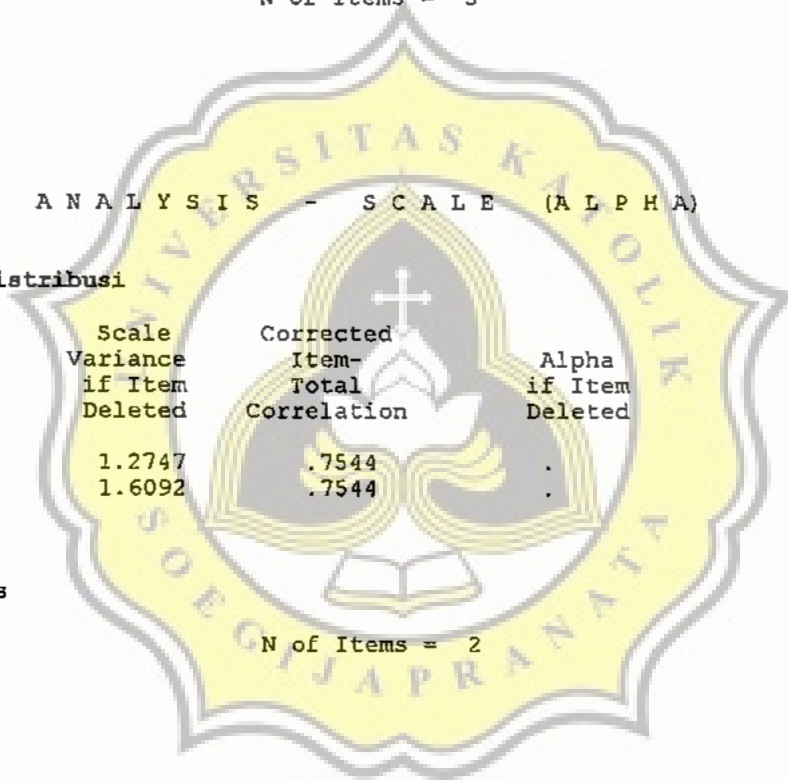 N of Items = 3
A N A L Y S I S - S C A L E (A L P H A)
istribusi
Scale Corrected
Variance Item- Alpha
if Item Total if Item
Deleted Correlation Deleted
1.2747 .7544 .
1.6092 .7544 .
s
N of Items = 2
UNIVERSITAS KATOLIK
SOEGIJAPRANATA